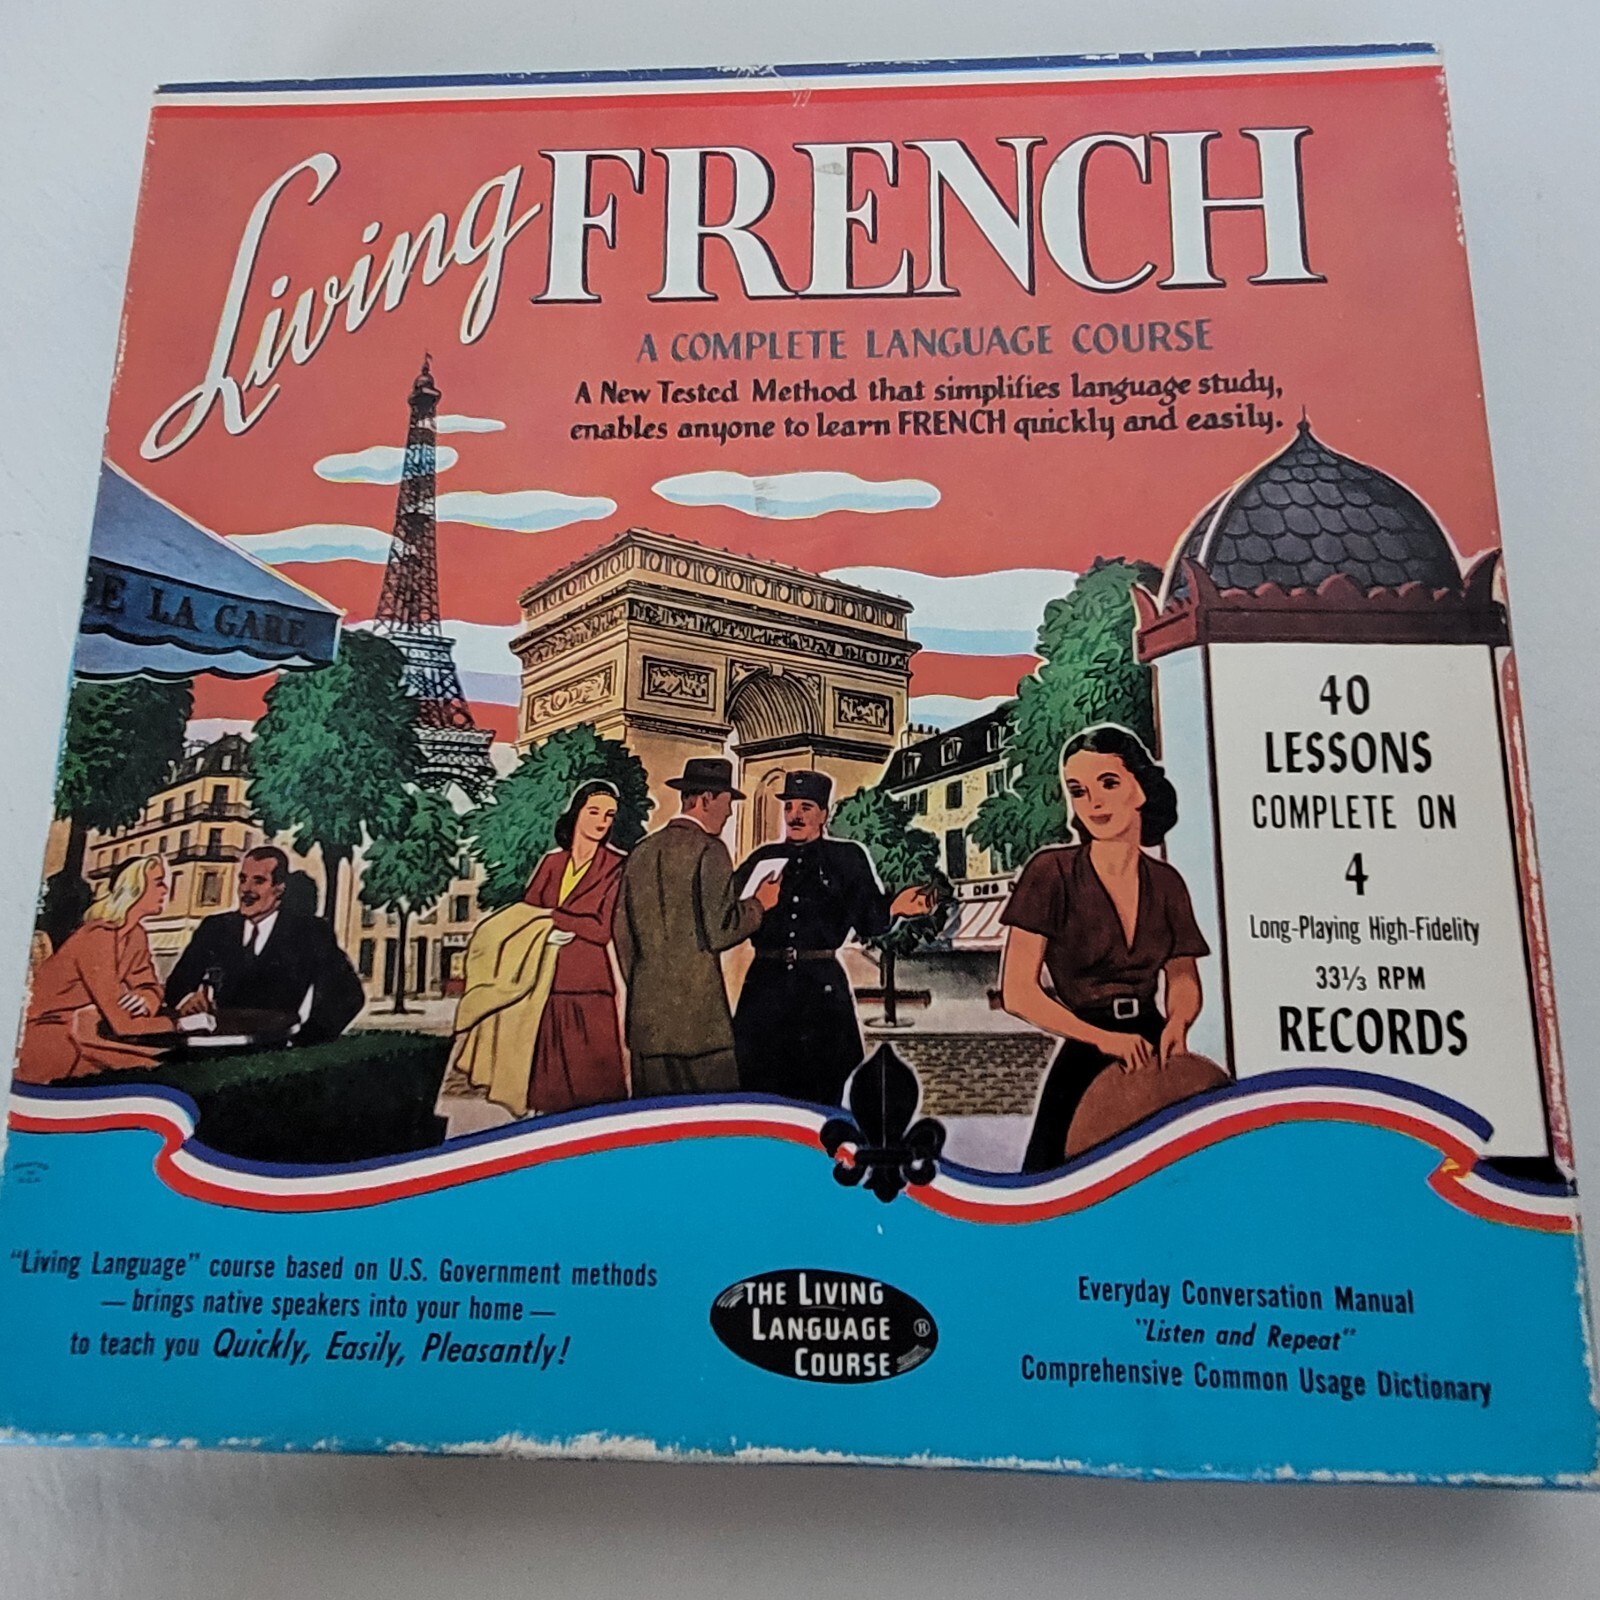 Living FRENCH
A COMPLETE LANGUAGE COURSE
A New Tested Method that simplifies language study,
enables anyone to learn FRENCH quickly and easily.
E LA GARE
40
LESSONS
COMPLETE ON
4
Long-Playing High-Fidelity
33⅓ RPM
RECORDS
L DES
"Living Language" course based on U.S. Government methods
— brings native speakers into your home —
to teach you Quickly, Easily, Pleasantly!
THE LIVING
LANGUAGE ®
COURSE
Everyday Conversation Manual
"Listen and Repeat"
Comprehensive Common Usage Dictionary